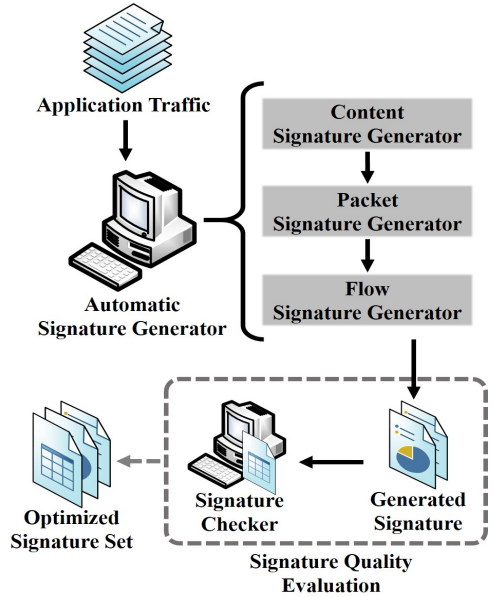 Application Traffic
Content
Signature Generator
Packet
Signature Generator
Flow
Signature Generator
Automatic
Signature Generator
Generated
Signature
Signature
Checker
Optimized
Signature Set
Signature Quality
Evaluation